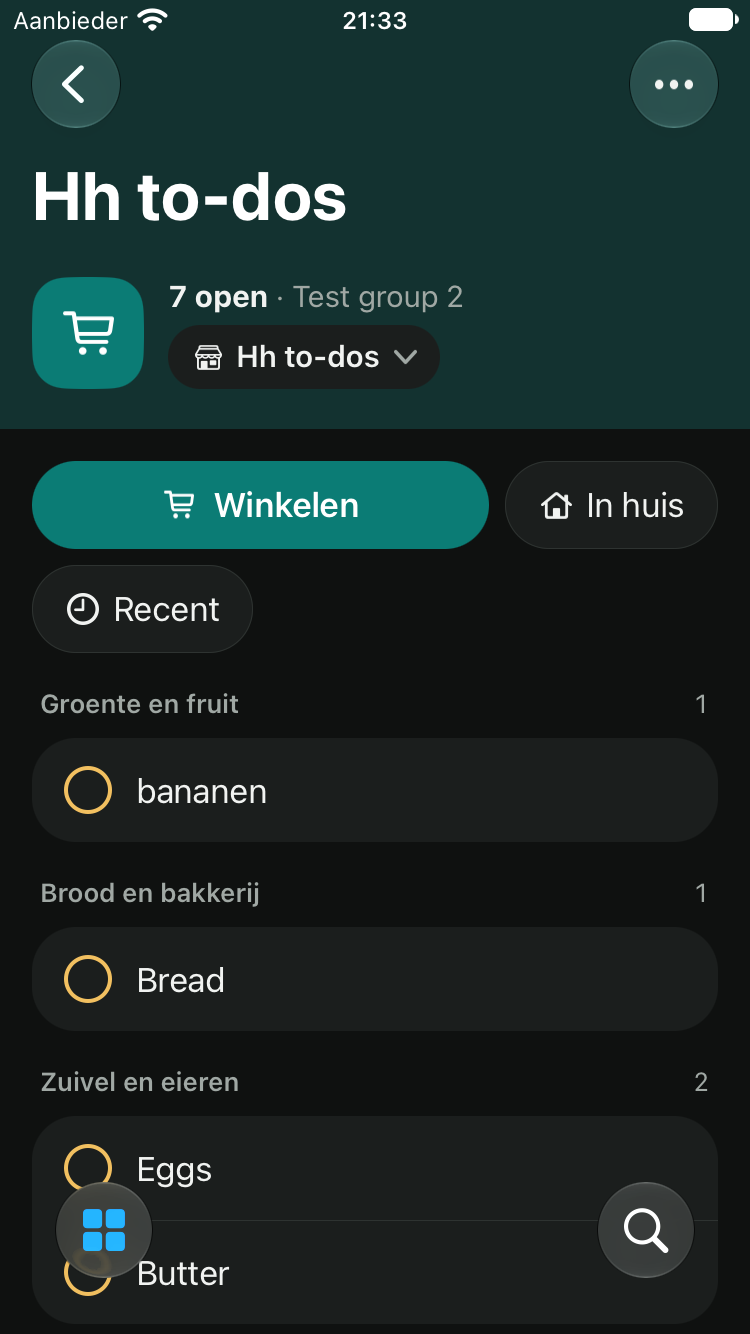 Aanbieder 21:33
Hh to-dos
7 open · Test group 2
Hh to-dos
Winkelen
In huis
Recent
Groente en fruit 1
bananen
Brood en bakkerij 1
Bread
Zuivel en eieren 2
Eggs
Butter